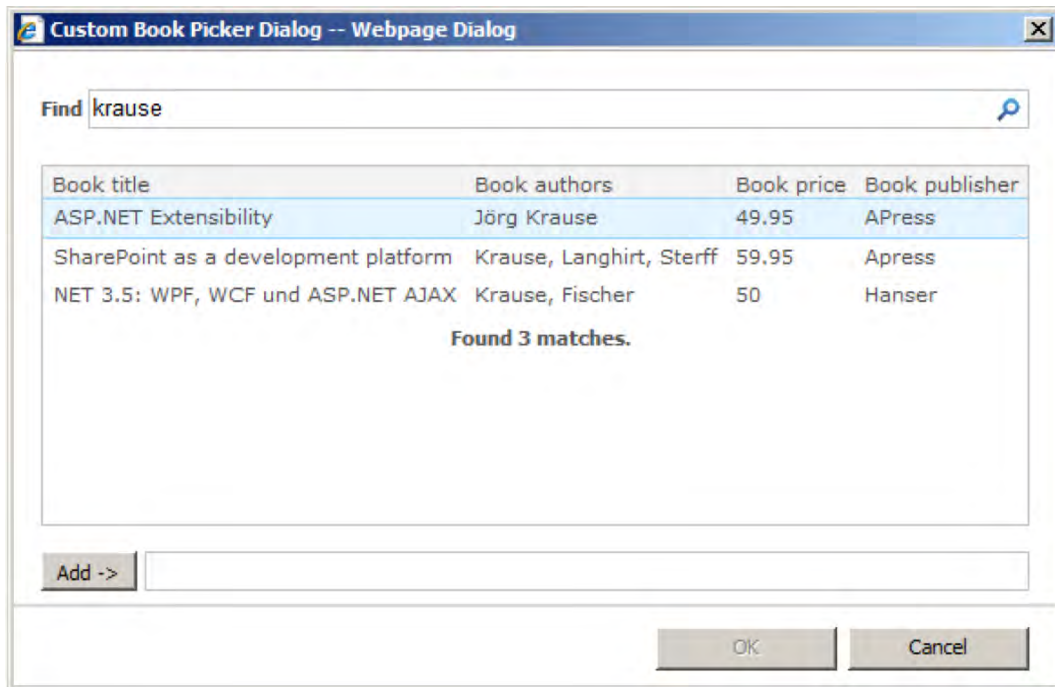 Custom Book Picker Dialog -- Webpage Dialog
Find krause
Book title Book authors Book price Book publisher
ASP.NET Extensibility Jörg Krause 49.95 APress
SharePoint as a development platform Krause, Langhirt, Sterff 59.95 Apress
NET 3.5: WPF, WCF und ASP.NET AJAX Krause, Fischer 50 Hanser
Found 3 matches.
Add ->
OK Cancel